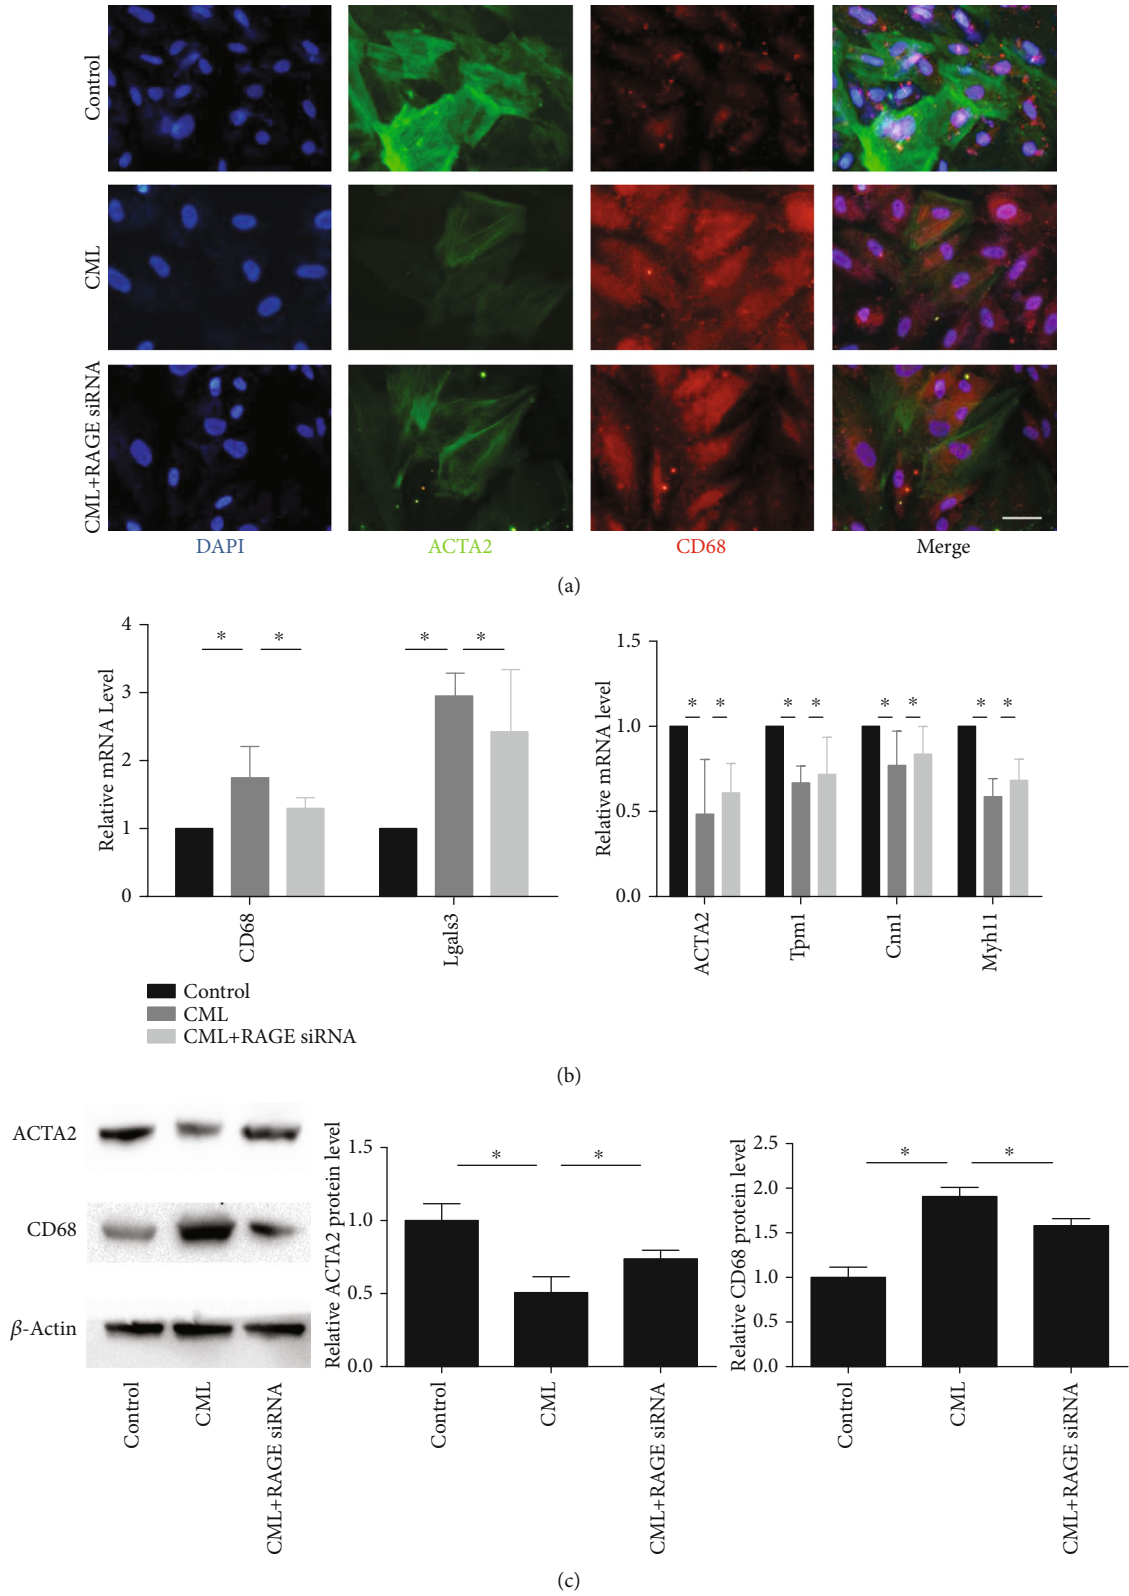 Control
CML
CML+RAGE siRNA
DAPI ACTA2 CD68 Merge
(a)
Relative mRNA Level
4
3
2
1
0
* * * *
CD68 Lgals3
Relative mRNA level
1.5
1.0
0.5
0.0
* * * * * * * *
ACTA2 Tpm1 Cnn1 Myh11
Control
CML
CML+RAGE siRNA
(b)
ACTA2
CD68
β-Actin
Control CML CML+RAGE siRNA
Relative ACTA2 protein level
1.5
1.0
0.5
0.0
* *
Control CML CML+RAGE siRNA
Relative CD68 protein level
2.5
2.0
1.5
1.0
0.5
0.0
* *
Control CML CML+RAGE siRNA
(c)